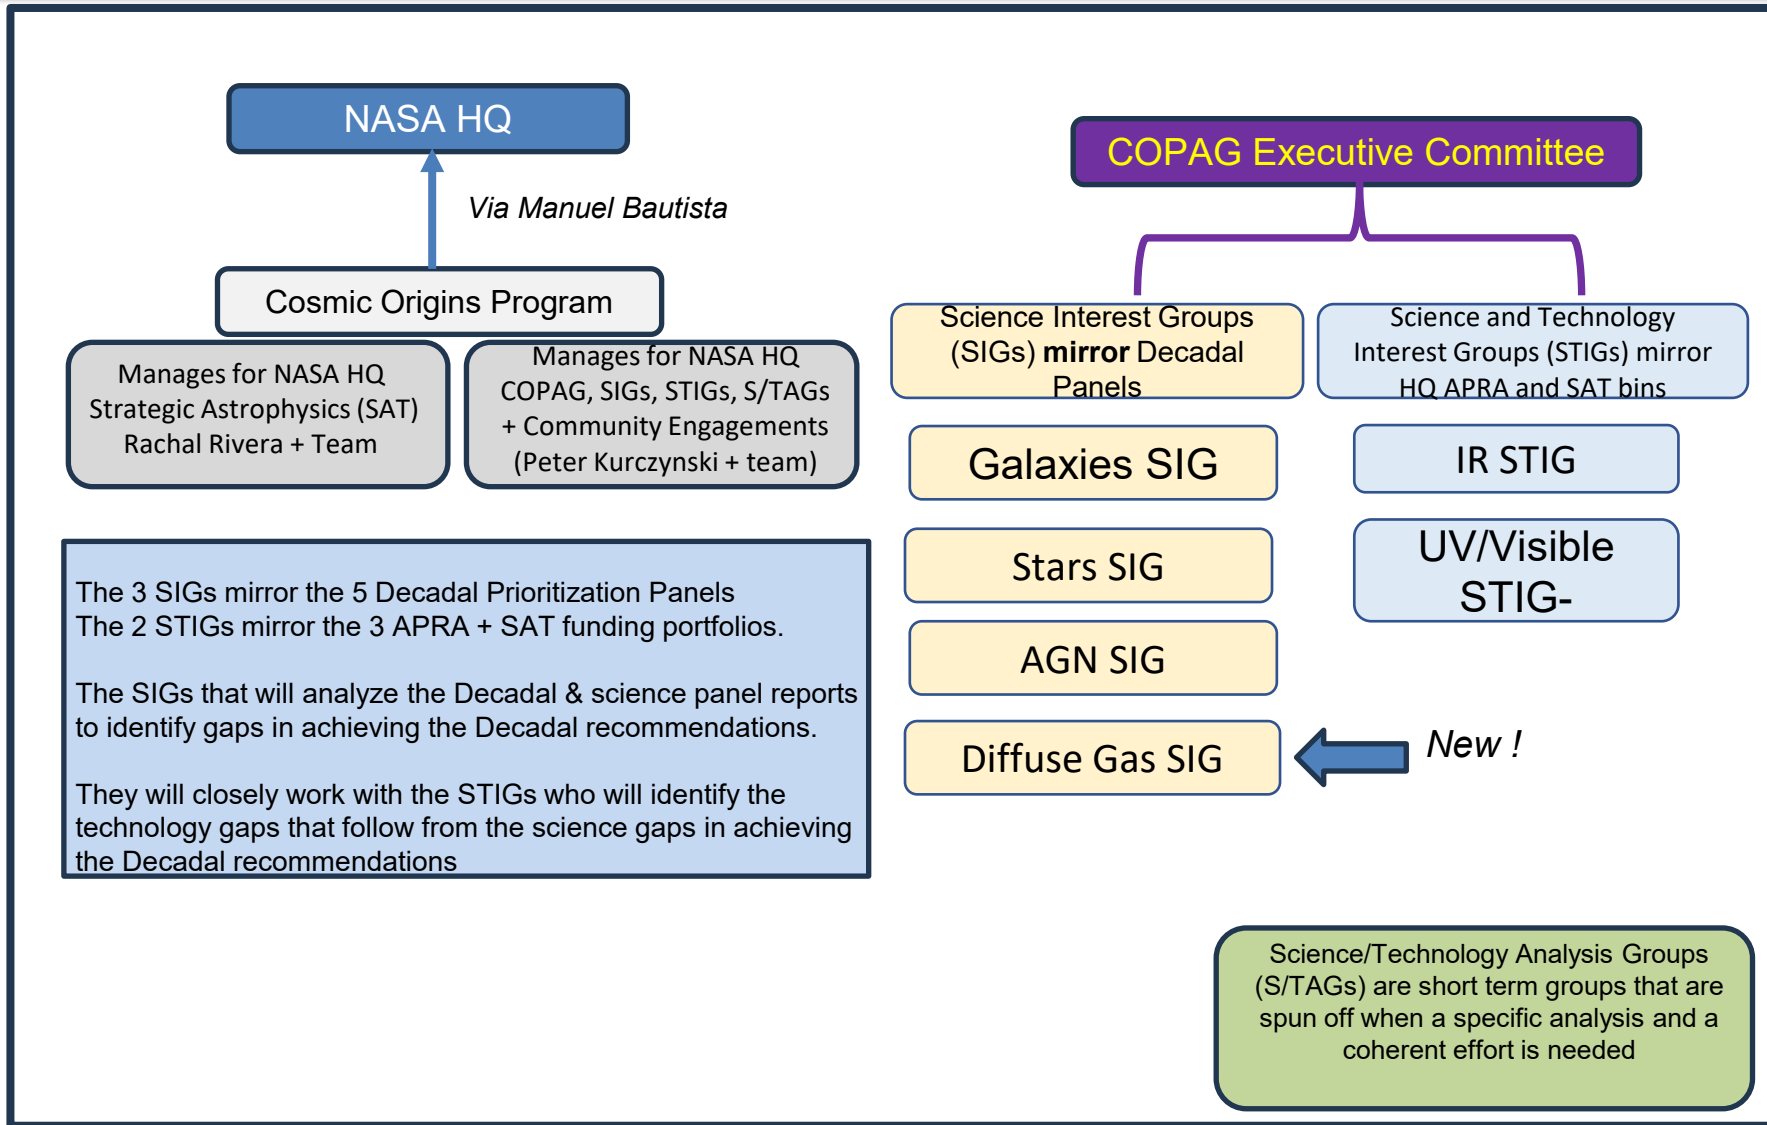 NASA HQ
Via Manuel Bautista
Cosmic Origins Program
Manages for NASA HQ
Strategic Astrophysics (SAT)
Rachal Rivera + Team
Manages for NASA HQ
COPAG, SIGs, STIGs, S/TAGs
+ Community Engagements
(Peter Kurczynski + team)
The 3 SIGs mirror the 5 Decadal Prioritization Panels
The 2 STIGs mirror the 3 APRA + SAT funding portfolios.
The SIGs that will analyze the Decadal & science panel reports
to identify gaps in achieving the Decadal recommendations.
They will closely work with the STIGs who will identify the
technology gaps that follow from the science gaps in achieving
the Decadal recommendations
COPAG Executive Committee
Science Interest Groups
(SIGs) mirror Decadal
Panels
Galaxies SIG
Stars SIG
AGN SIG
Diffuse Gas SIG
New !
Science and Technology
Interest Groups (STIGs) mirror
HQ APRA and SAT bins
IR STIG
UV/Visible
STIG-
Science/Technology Analysis Groups
(S/TAGs) are short term groups that are
spun off when a specific analysis and a
coherent effort is needed